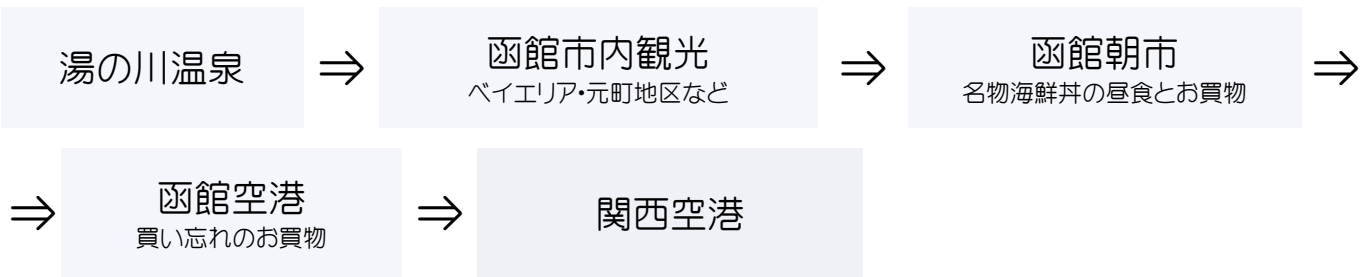 湯の川温泉 ⇒ 函館市内観光 ⇒ 函館朝市 ⇒
ベイエリア・元町地区など 名物海鮮丼の昼食とお買物
⇒ 函館空港 ⇒ 関西空港
買い忘れのお買物